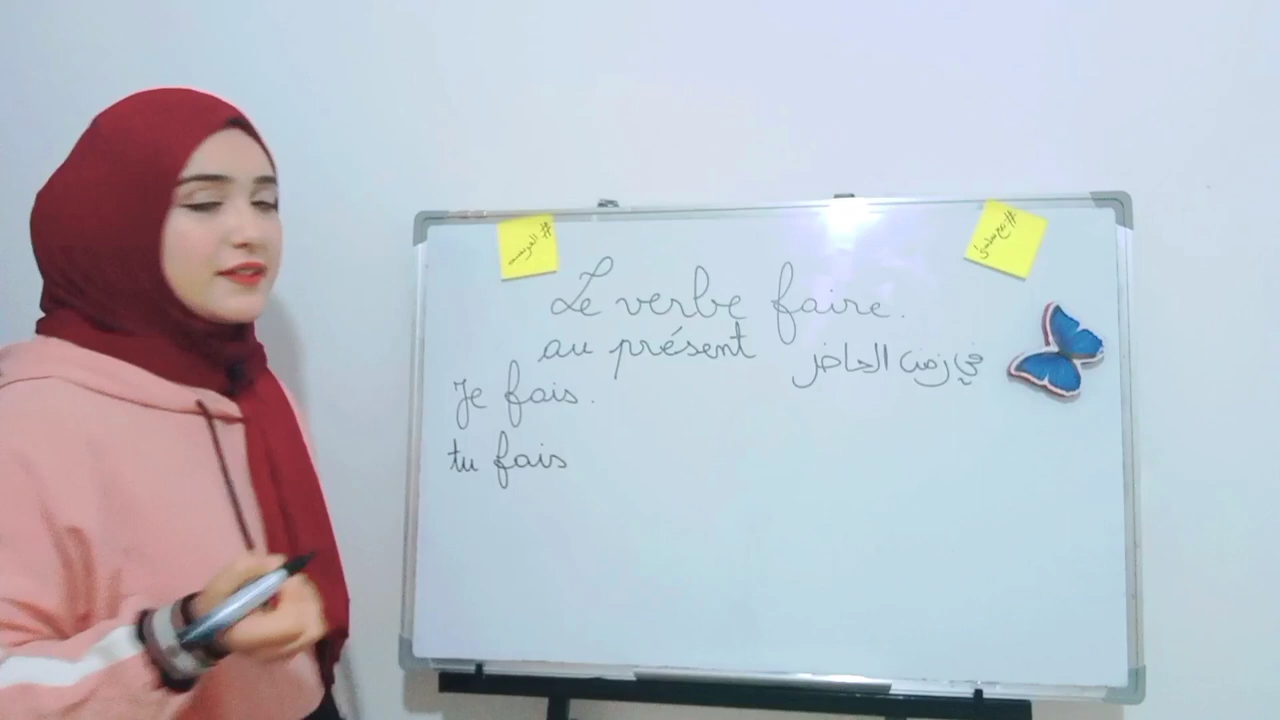 Le verbe faire.
au présent
في زمن الحاضر
Je fais.
tu fais